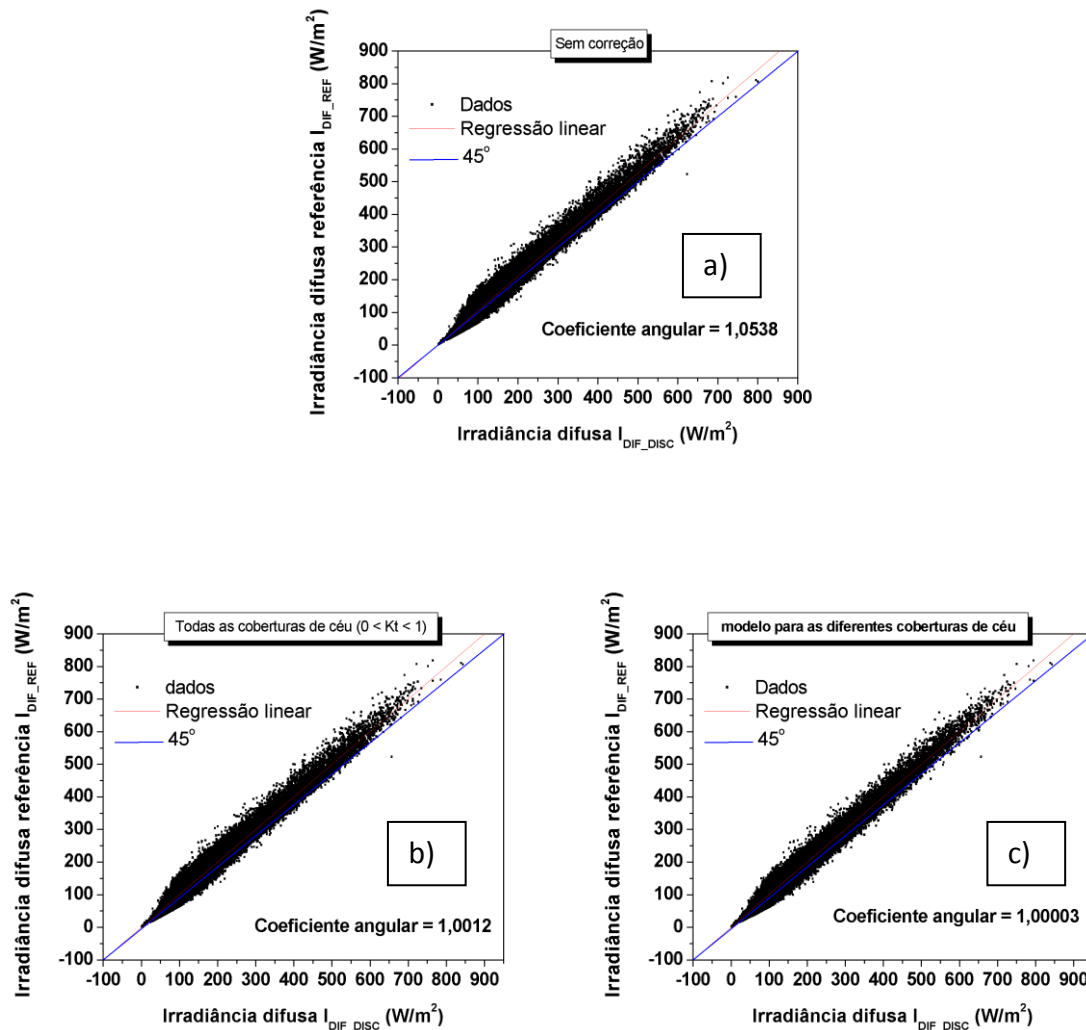 Sem correção
Irradiância difusa referência I_DIF_REF (W/m²)
900
800
700
600
500
400
300
200
100
0
-100
Dados
Regressão linear
45°
a)
Coeficiente angular = 1,0538
-100 0 100 200 300 400 500 600 700 800 900
Irradiância difusa I_DIF_DISC (W/m²)
Todas as coberturas de céu (0 < Kt < 1)
Irradiância difusa referência I_DIF_REF (W/m²)
900
800
700
600
500
400
300
200
100
0
-100
dados
Regressão linear
45°
b)
Coeficiente angular = 1,0012
-100 0 100 200 300 400 500 600 700 800 900
Irradiância difusa I_DIF_DISC (W/m²)
modelo para as diferentes coberturas de céu
Irradiância difusa referência I_DIF_REF (W/m²)
900
800
700
600
500
400
300
200
100
0
-100
Dados
Regressão linear
45°
c)
Coeficiente angular = 1,00003
-100 0 100 200 300 400 500 600 700 800 900
Irradiância difusa I_DIF_DISC (W/m²)